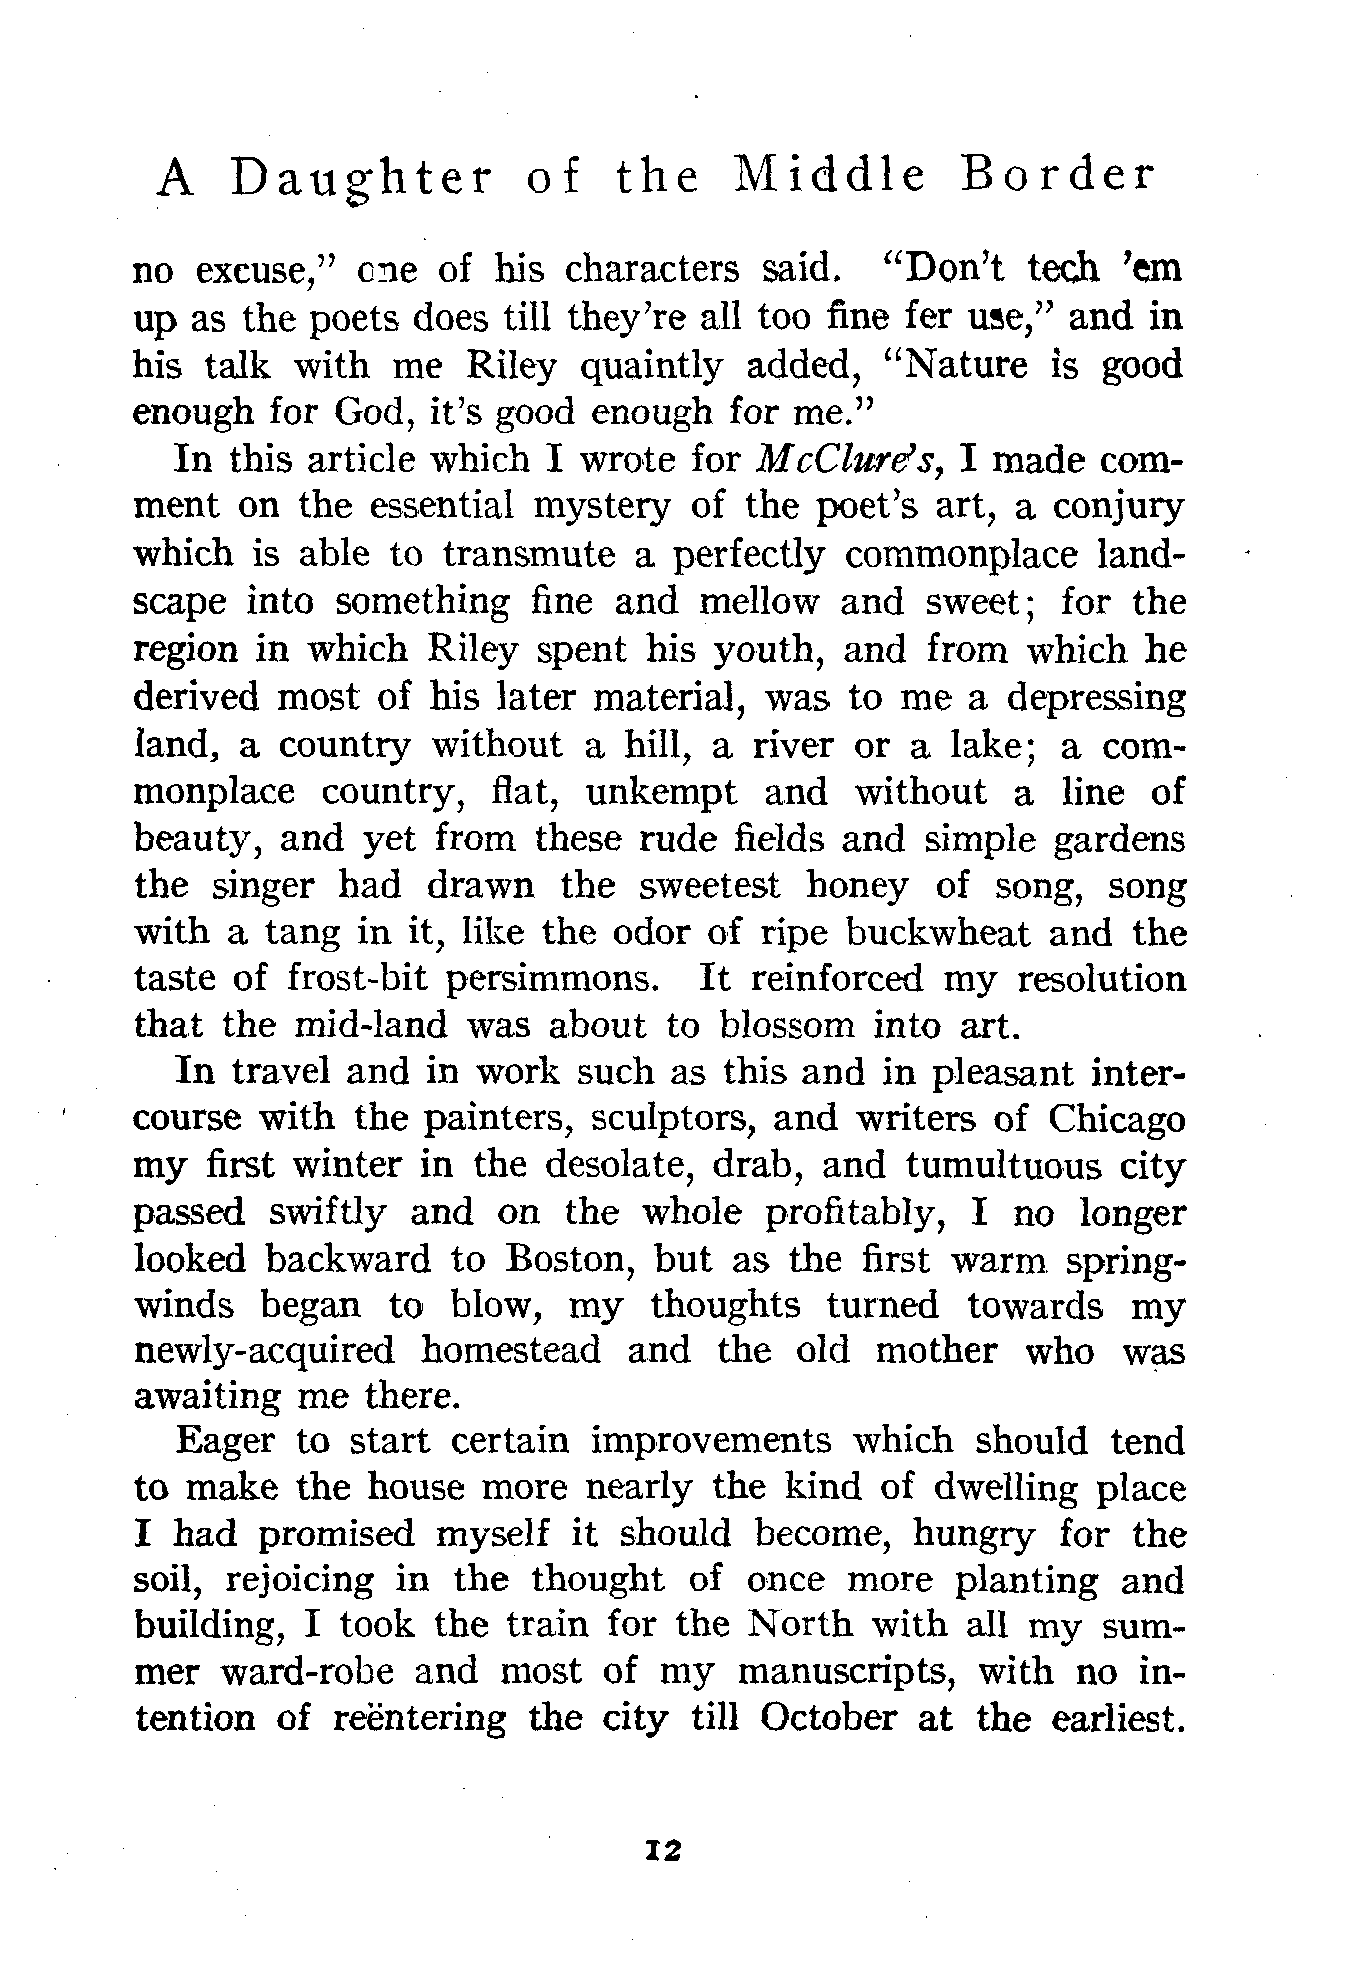 A Daughter of the Middle Border
no excuse,” one of his characters said. “Don’t tech ’em
up as the poets does till they’re all too fine fer use,” and in
his talk with me Riley quaintly added, “Nature is good
enough for God, it’s good enough for me.”
In this article which I wrote for McClure’s, I made com-
ment on the essential mystery of the poet’s art, a conjury
which is able to transmute a perfectly commonplace land-
scape into something fine and mellow and sweet; for the
region in which Riley spent his youth, and from which he
derived most of his later material, was to me a depressing
land, a country without a hill, a river or a lake; a com-
monplace country, flat, unkempt and without a line of
beauty, and yet from these rude fields and simple gardens
the singer had drawn the sweetest honey of song, song
with a tang in it, like the odor of ripe buckwheat and the
taste of frost-bit persimmons. It reinforced my resolution
that the mid-land was about to blossom into art.
In travel and in work such as this and in pleasant inter-
course with the painters, sculptors, and writers of Chicago
my first winter in the desolate, drab, and tumultuous city
passed swiftly and on the whole profitably, I no longer
looked backward to Boston, but as the first warm spring-
winds began to blow, my thoughts turned towards my
newly-acquired homestead and the old mother who was
awaiting me there.
Eager to start certain improvements which should tend
to make the house more nearly the kind of dwelling place
I had promised myself it should become, hungry for the
soil, rejoicing in the thought of once more planting and
building, I took the train for the North with all my sum-
mer ward-robe and most of my manuscripts, with no in-
tention of reëntering the city till October at the earliest.
12